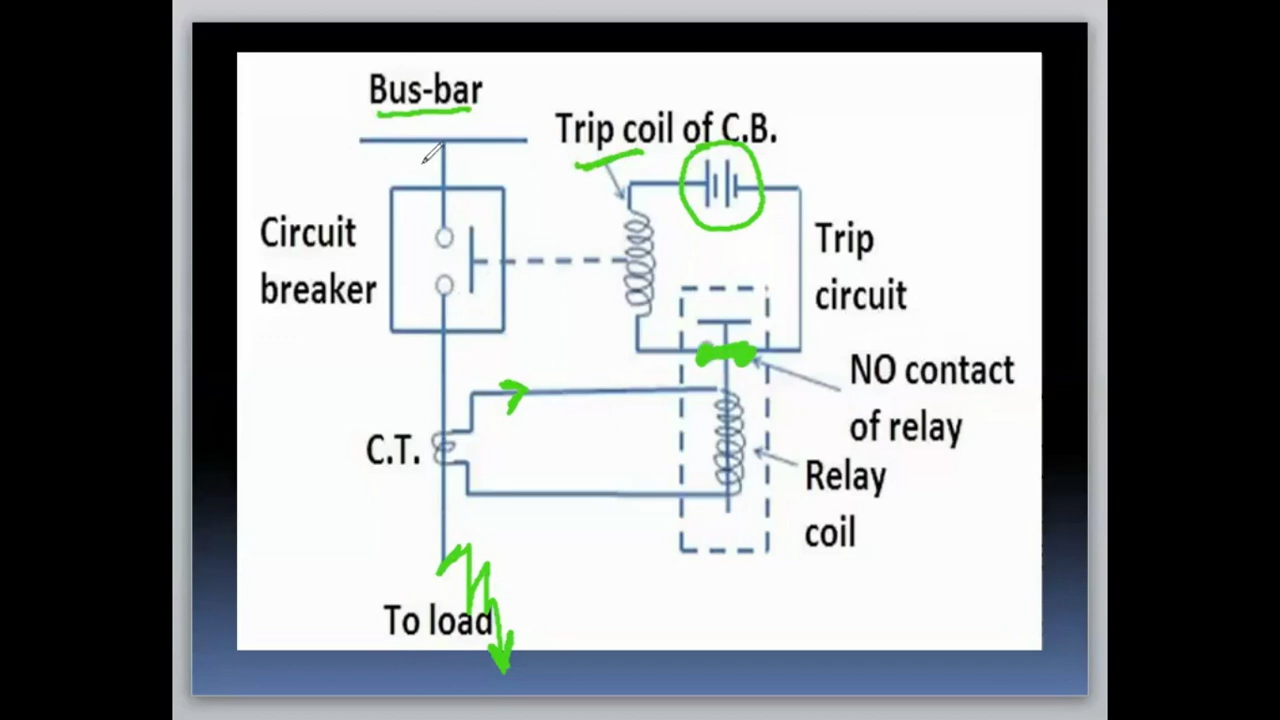 Bus-bar
Trip coil of C.B.
Circuit
breaker
Trip
circuit
NO contact
of relay
C.T.
Relay
coil
To load